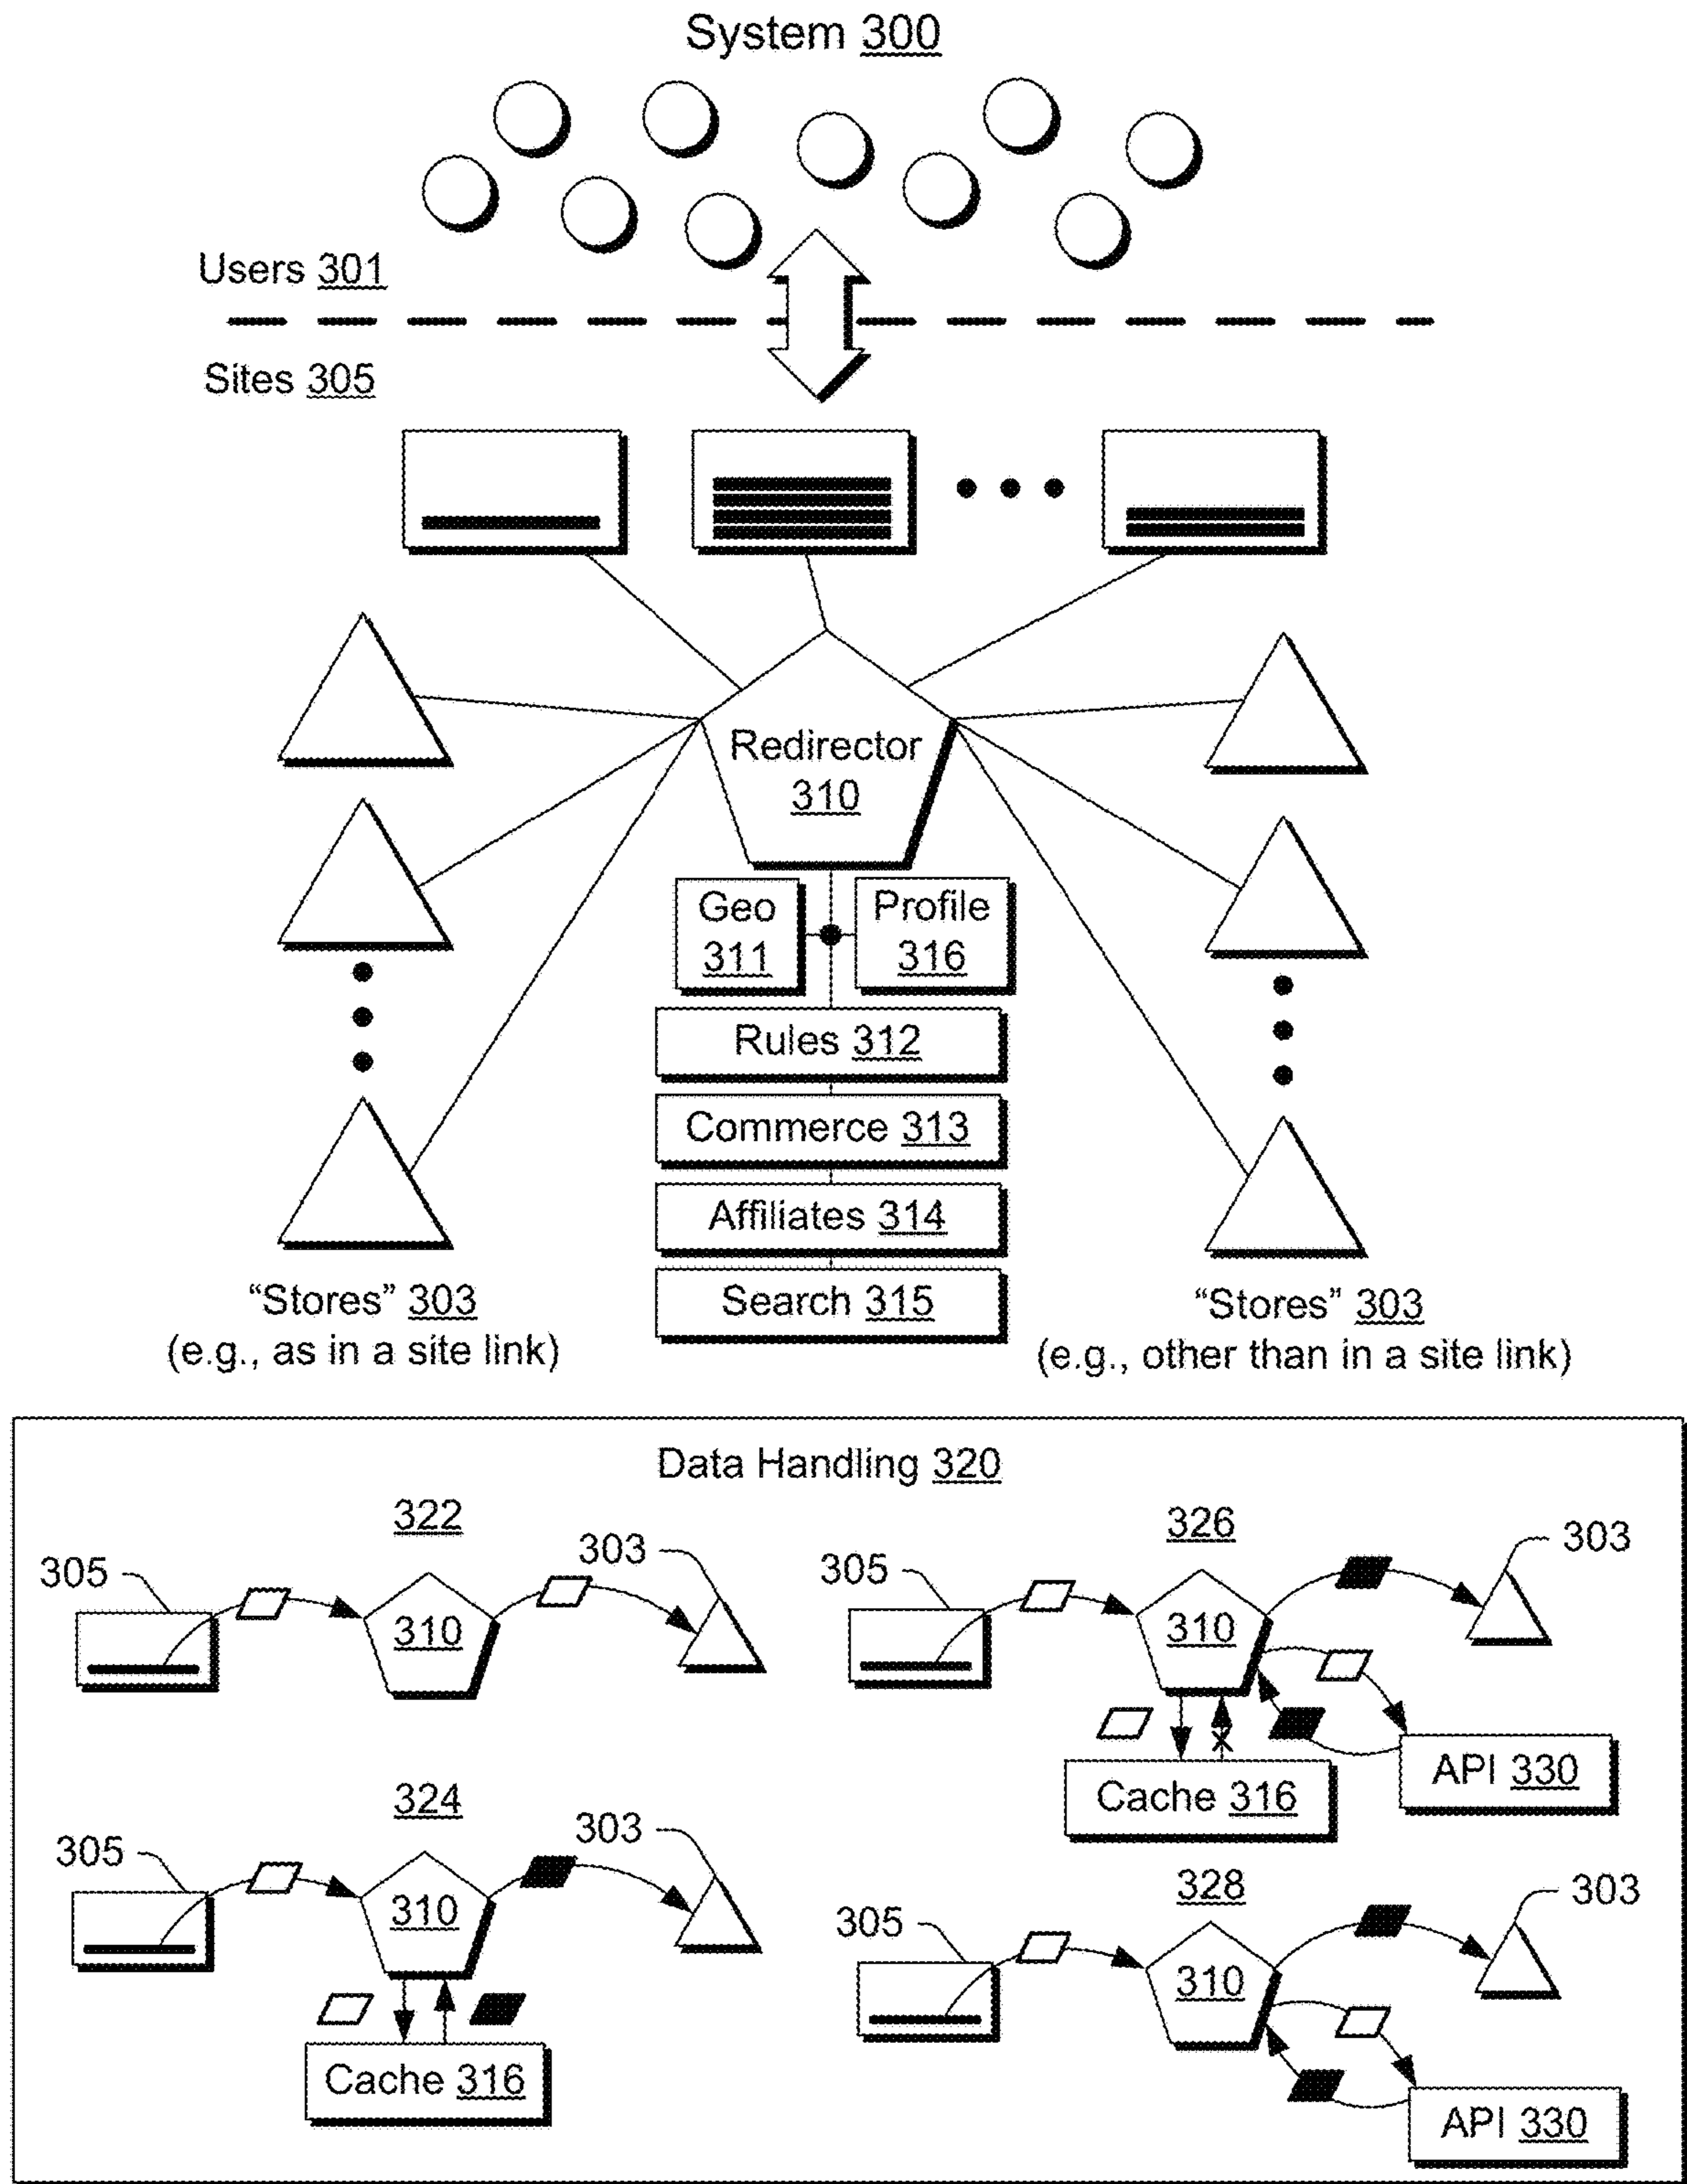 System 300
Users 301
Sites 305
Redirector
310
Geo
311
Profile
316
Rules 312
Commerce 313
Affiliates 314
Search 315
“Stores” 303
(e.g., as in a site link)
“Stores” 303
(e.g., other than in a site link)
Data Handling 320
322
305
303
310
326
305
303
310
API 330
Cache 316
324
305
303
310
Cache 316
328
305
303
310
API 330